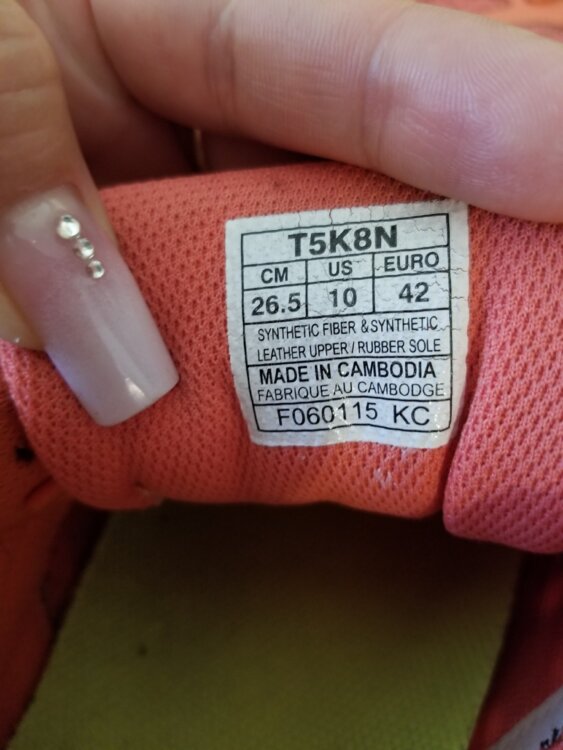 T5K8N
CM US EURO
26.5 10 42
SYNTHETIC FIBER & SYNTHETIC
LEATHER UPPER / RUBBER SOLE
MADE IN CAMBODIA
FABRIQUE AU CAMBODGE
F060115 KC